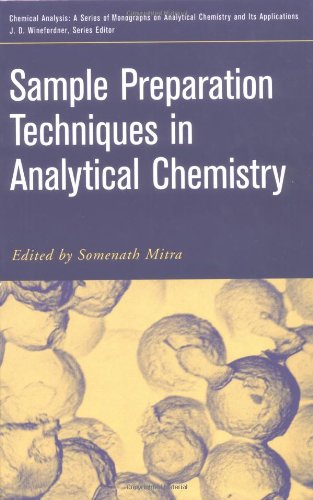 Chemical Analysis: A Series of Monographs on Analytical Chemistry and Its Applications
J. D. Winefordner, Series Editor
Sample Preparation
Techniques in
Analytical Chemistry
Edited by Somenath Mitra